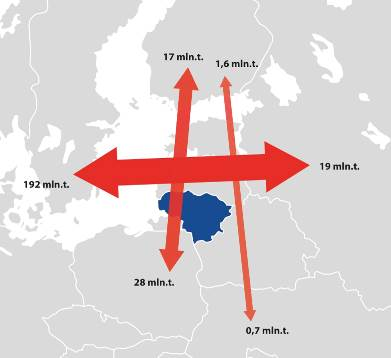 17 mln.t.
1,6 mln.t.
192 mln.t.
19 mln.t.
28 mln.t.
0,7 mln.t.